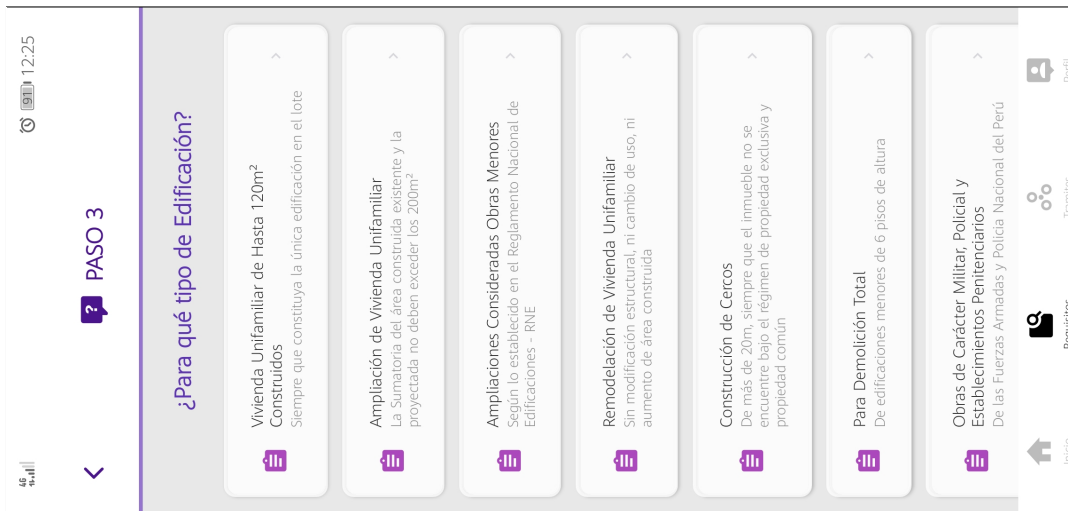 4G
91 12:25
? PASO 3
¿Para qué tipo de Edificación?
Vivienda Unifamiliar de Hasta 120m²
Construidos
Siempre que constituya la única edificación en el lote
Ampliación de Vivienda Unifamiliar
La Sumatoria del área construida existente y la
proyectada no deben exceder los 200m²
Ampliaciones Consideradas Obras Menores
Según lo establecido en el Reglamento Nacional de
Edificaciones - RNE
Remodelación de Vivienda Unifamiliar
Sin modificación estructural, ni cambio de uso, ni
aumento de área construida
Construcción de Cercos
De más de 20m, siempre que el inmueble no se
encuentre bajo el régimen de propiedad exclusiva y
propiedad común
Para Demolición Total
De edificaciones menores de 6 pisos de altura
Obras de Carácter Militar, Policial y
Establecimientos Penitenciarios
De las Fuerzas Armadas y Policía Nacional del Perú
Inicio
Requisitos
Tramites
Perfil